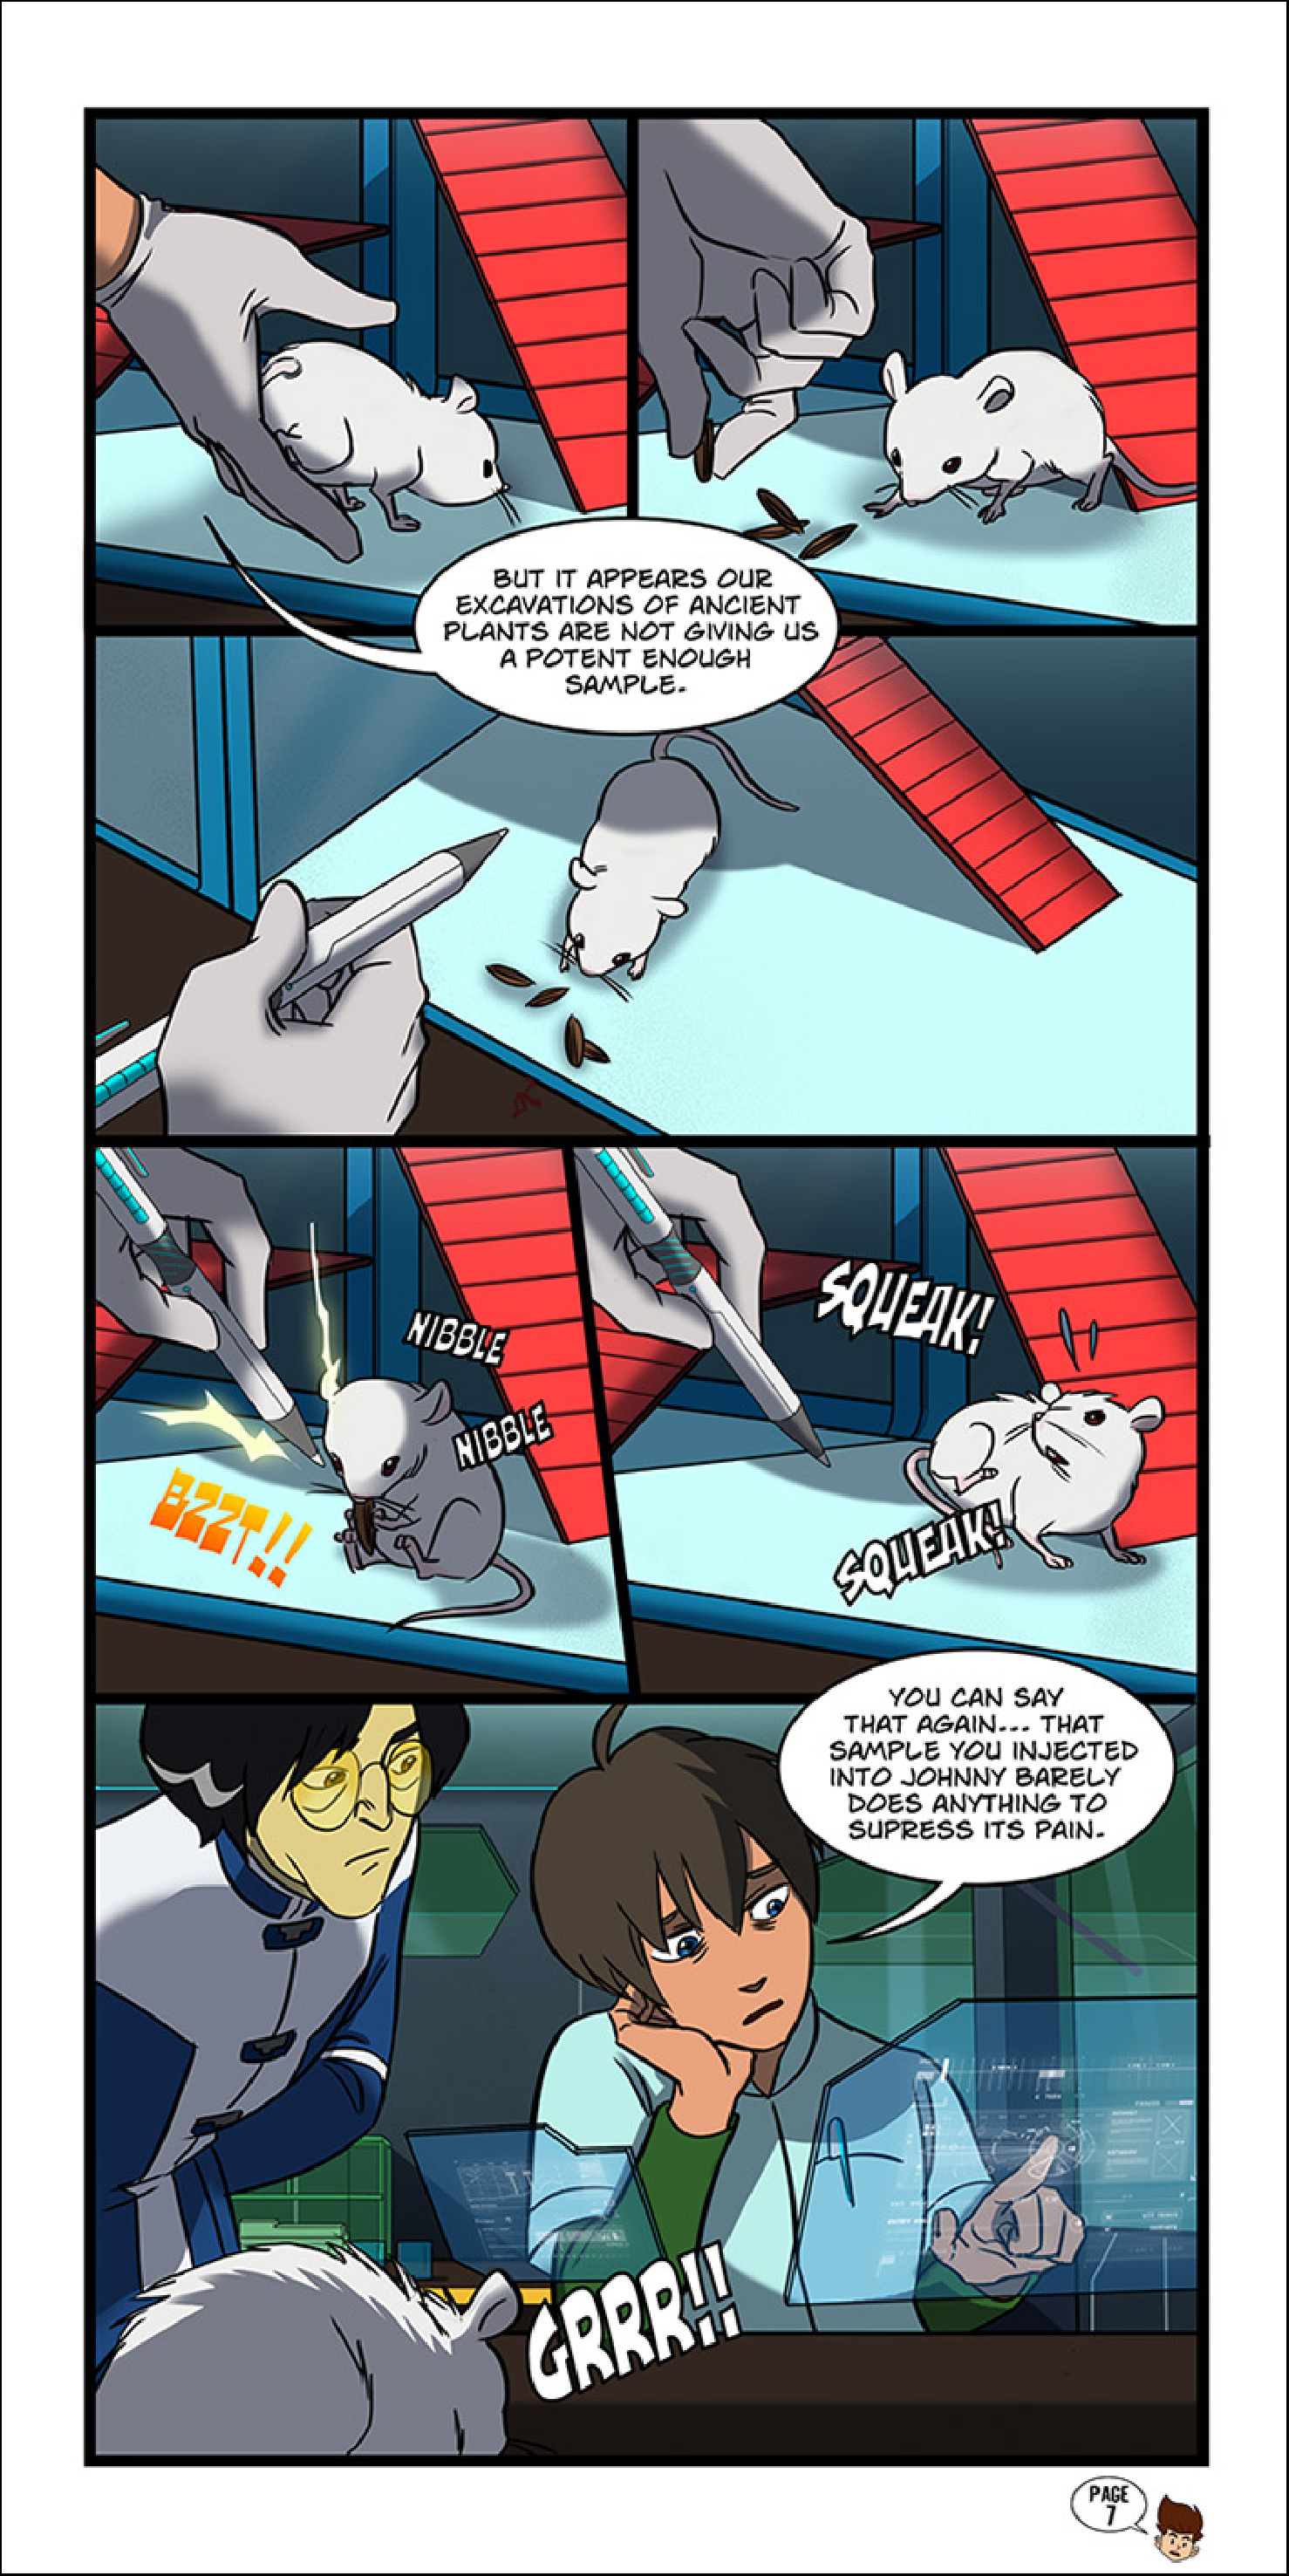 BUT IT APPEARS OUR
EXCAVATIONS OF ANCIENT
PLANTS ARE NOT GIVING US
A POTENT ENOUGH
SAMPLE.
NIBBLE
NIBBLE
BZZT!!
SQUEAK!
SQUEAK!
YOU CAN SAY
THAT AGAIN... THAT
SAMPLE YOU INJECTED
INTO JOHNNY BARELY
DOES ANYTHING TO
SUPRESS ITS PAIN.
GRRR!!
PAGE
7